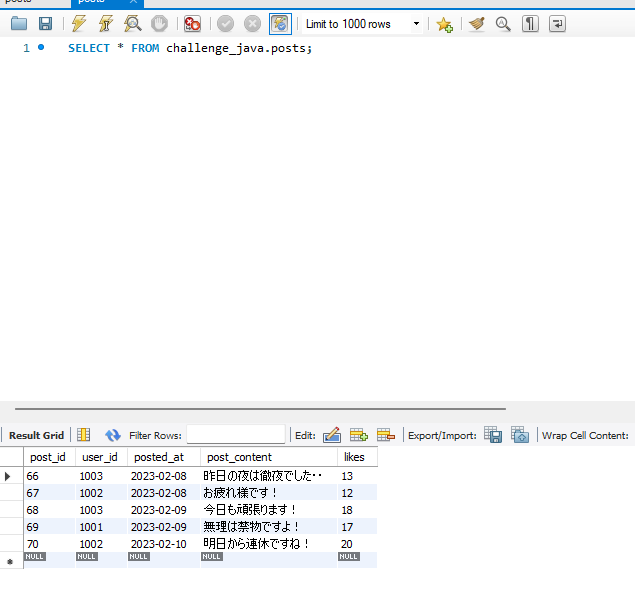 posts
Limit to 1000 rows
1 SELECT * FROM challenge_java.posts;
Result Grid Filter Rows: Edit: Export/Import: Wrap Cell Content:
post_id user_id posted_at post_content likes
66 1003 2023-02-08 昨日の夜は徹夜でした・・ 13
67 1002 2023-02-08 お疲れ様です！ 12
68 1003 2023-02-09 今日も頑張ります！ 18
69 1001 2023-02-09 無理は禁物ですよ！ 17
70 1002 2023-02-10 明日から連休ですね！ 20
NULL NULL NULL NULL NULL